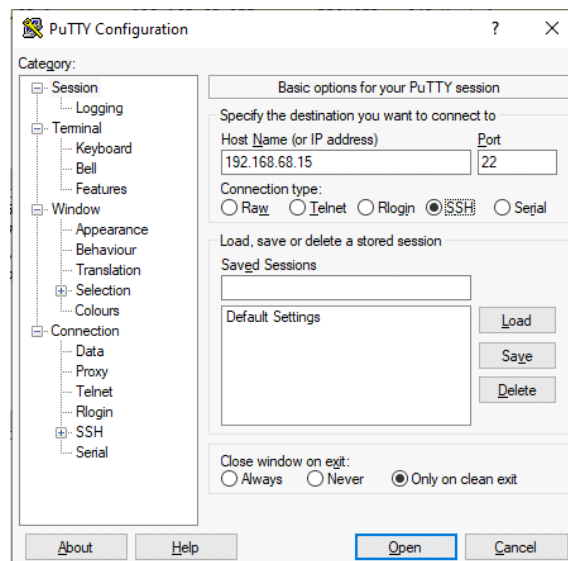 PuTTY Configuration
?
Category:
Session
Logging
Terminal
Keyboard
Bell
Features
Window
Appearance
Behaviour
Translation
Selection
Colours
Connection
Data
Proxy
Telnet
Rlogin
SSH
Serial
Basic options for your PuTTY session
Specify the destination you want to connect to
Host Name (or IP address) Port
192.168.68.15 22
Connection type:
Raw Telnet Rlogin SSH Serial
Load, save or delete a stored session
Saved Sessions
Default Settings
Load
Save
Delete
Close window on exit:
Always Never Only on clean exit
About Help Open Cancel